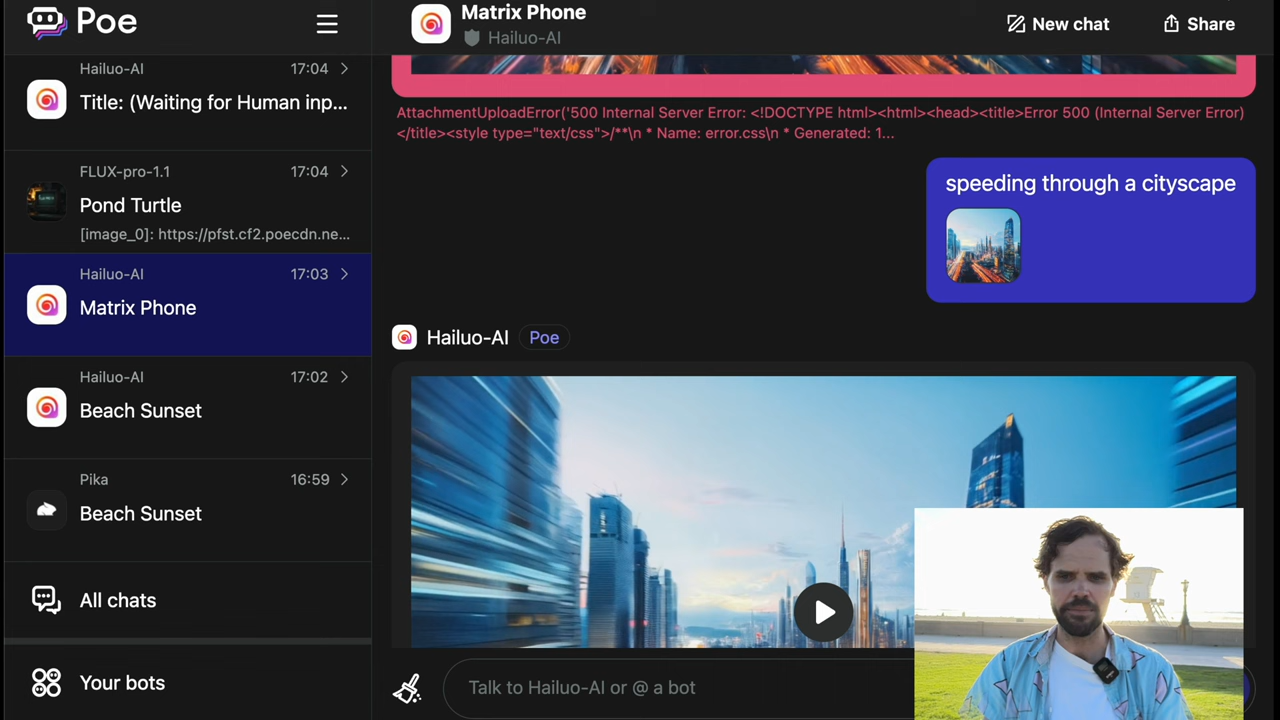 Poe
Hailuo-AI 17:04
Title: (Waiting for Human inp...
FLUX-pro-1.1 17:04
Pond Turtle
[image_0]: https://pfst.cf2.poecdn.ne...
Hailuo-AI 17:03
Matrix Phone
Hailuo-AI 17:02
Beach Sunset
Pika 16:59
Beach Sunset
All chats
Your bots
Matrix Phone
Hailuo-AI
New chat
Share
AttachmentUploadError('500 Internal Server Error: <!DOCTYPE html><html><head><title>Error 500 (Internal Server Error)
</title><style type="text/css">/**\n * Name: error.css\n * Generated: 1...
speeding through a cityscape
Hailuo-AI Poe
Talk to Hailuo-AI or @ a bot